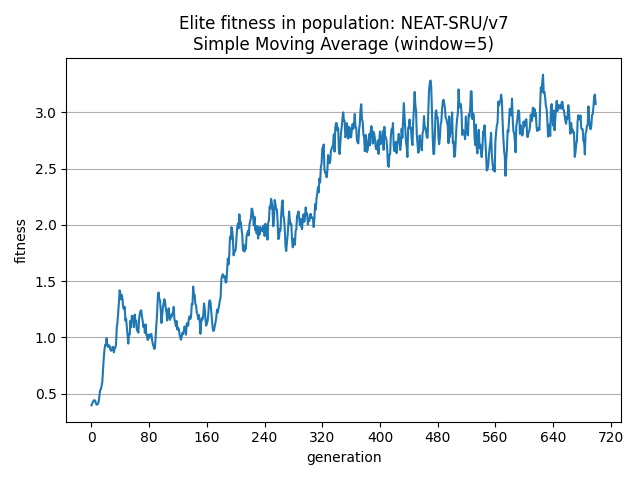 Elite fitness in population: NEAT-SRU/v7
Simple Moving Average (window=5)
fitness
3.0
2.5
2.0
1.5
1.0
0.5
0 80 160 240 320 400 480 560 640 720
generation